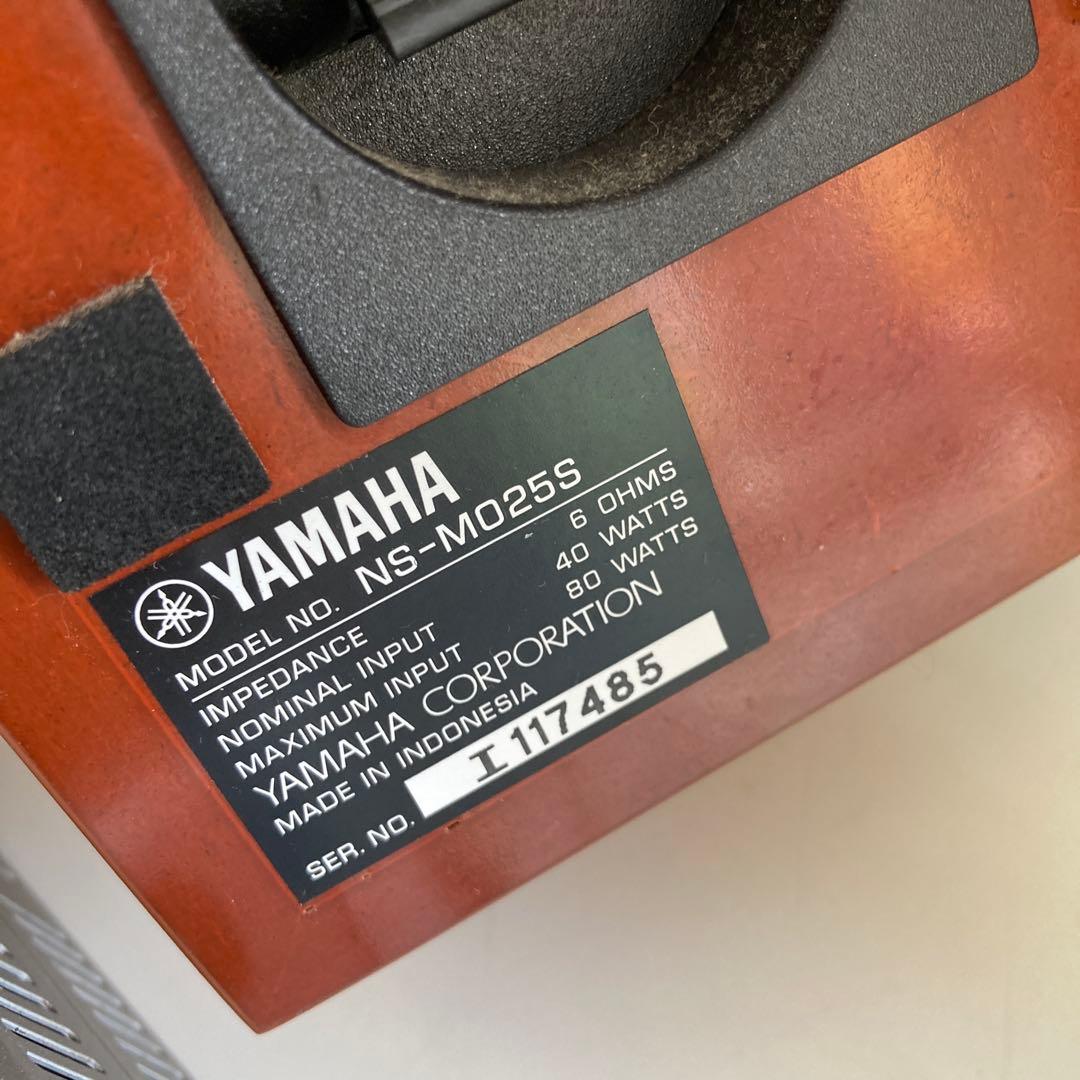 YAMAHA
MODEL NO. NS-M025S
IMPEDANCE 6 OHMS
NOMINAL INPUT 40 WATTS
MAXIMUM INPUT 80 WATTS
YAMAHA CORPORATION
MADE IN INDONESIA
SER. NO. I117485